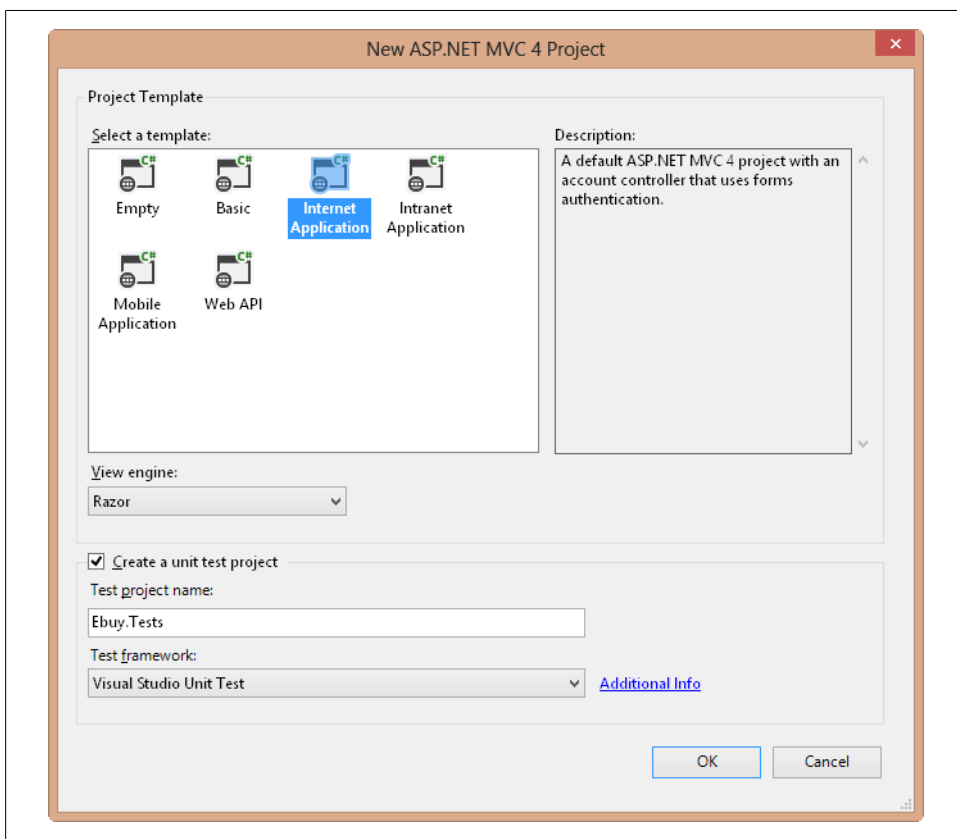 New ASP.NET MVC 4 Project
Project Template
Select a template:
C# C# C# C#
Empty Basic Internet Application Intranet Application
C# C#
Mobile Application Web API
Description:
A default ASP.NET MVC 4 project with an
account controller that uses forms
authentication.
View engine:
Razor
Create a unit test project
Test project name:
Ebuy.Tests
Test framework:
Visual Studio Unit Test
Additional Info
OK Cancel